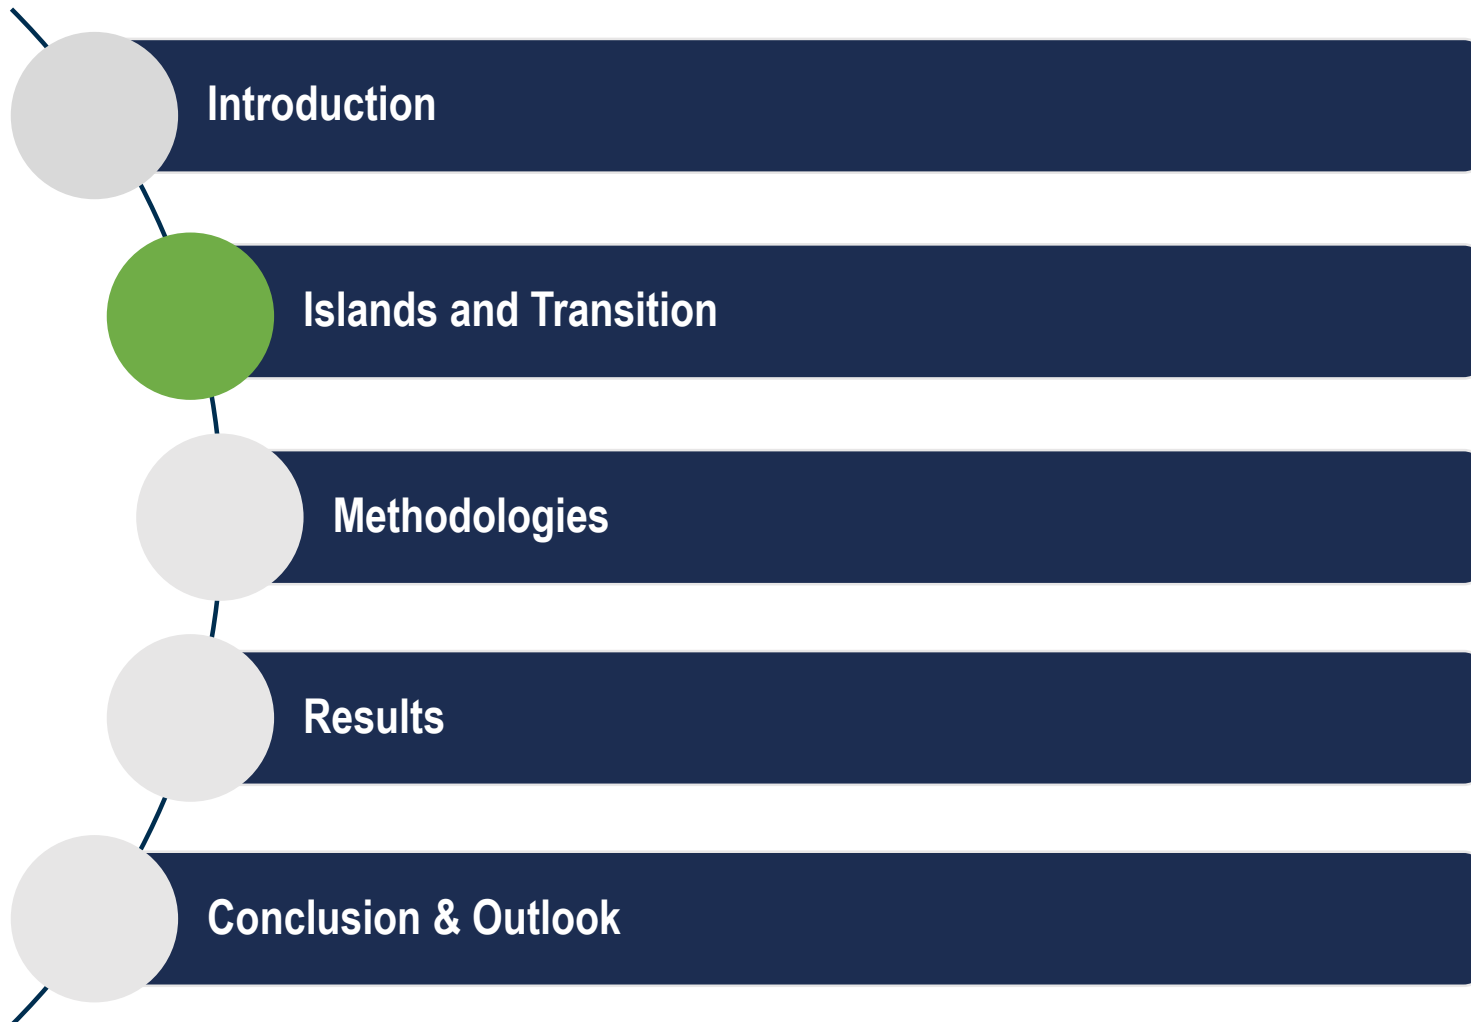 Introduction
Islands and Transition
Methodologies
Results
Conclusion & Outlook